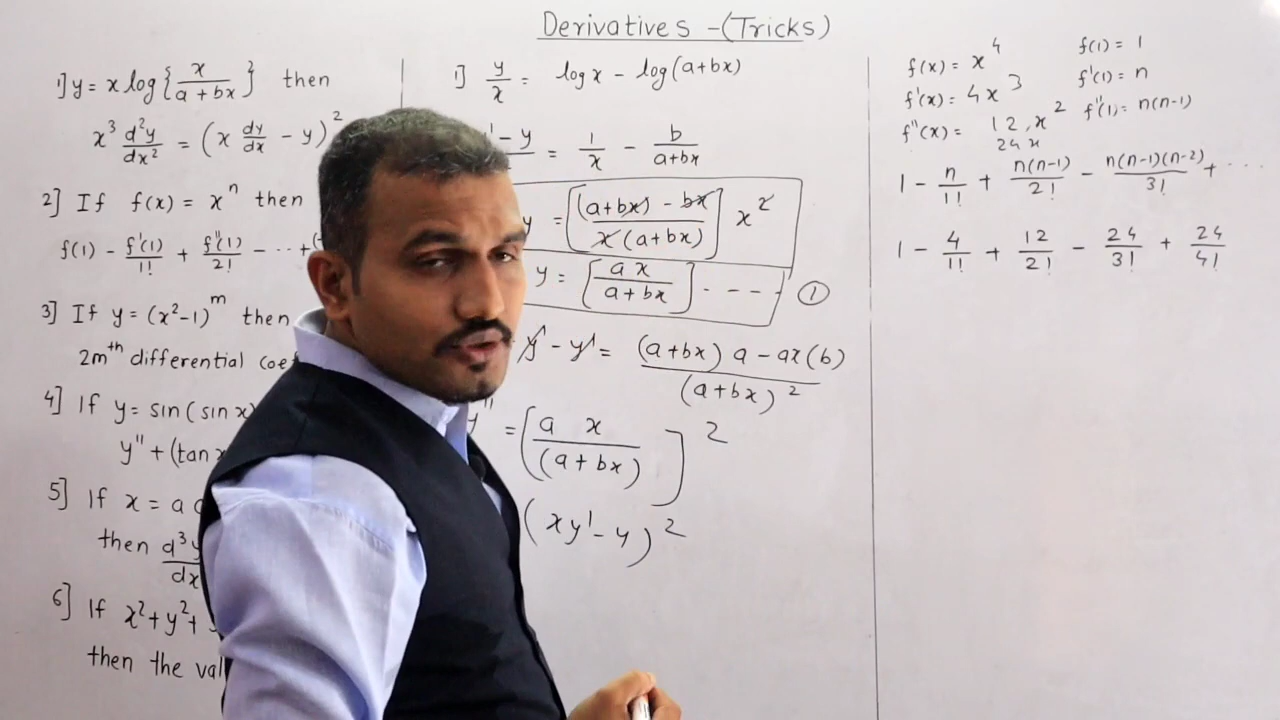 Derivatives -(Tricks)
1] y = x log{x/(a + bx)} then
x³ d²y/dx² = (x dy/dx - y)²
2] If f(x) = xⁿ then
f(1) - f'(1)/1! + f''(1)/2! - ... +
3] If y = (x²-1)ᵐ then
2mᵗʰ differential
4] If y = sin(sin x)
y'' + (tan x
5] If x = a
then d³y/dx
6] If x² + y² +
then the
1) y/x = log x - log(a+bx)
' - y = 1/x - b/(a+bx)
y = [((a+bx) - bx)/(x(a+bx))] x²
y = [ax/(a+bx)] - - - - ①
y' - y' = ((a+bx) a - ax(b))/(a+bx)²
y'' = [a x/(a+bx)]²
(xy' - y)²
f(x) = x⁴
f'(x) = 4x³
f''(x) = 12x²
24x
f(1) = 1
f'(1) = n
f''(1) = n(n-1)
1 - n/1! + n(n-1)/2! - n(n-1)(n-2)/3! + ....
1 - 4/1! + 12/2! - 24/3! + 24/4!